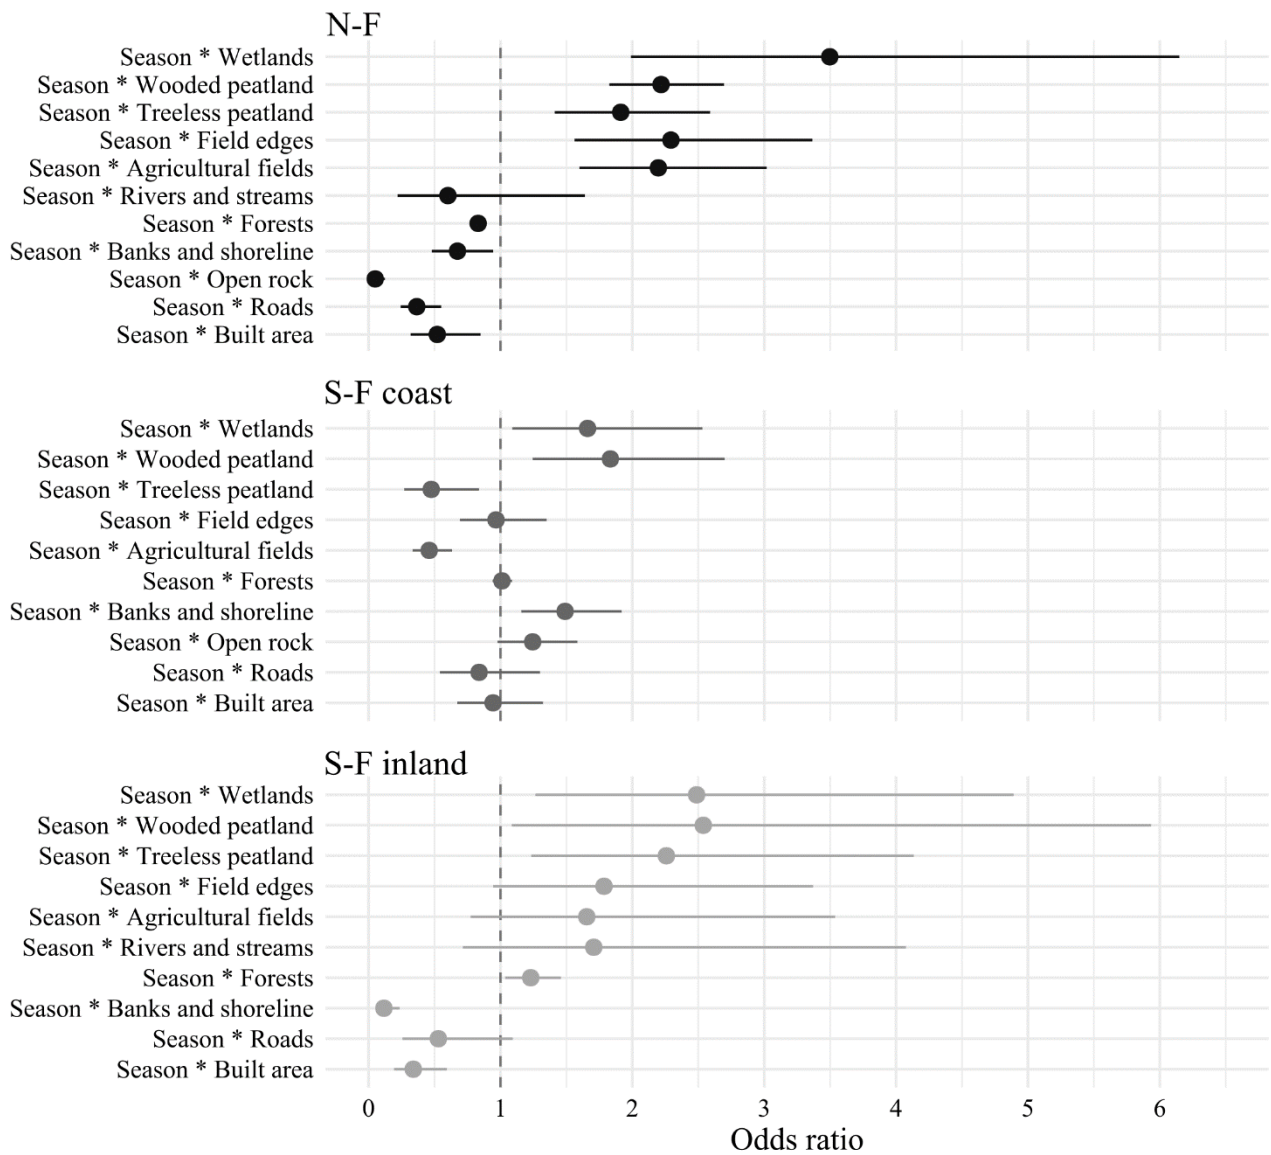 N-F
Season * Wetlands
Season * Wooded peatland
Season * Treeless peatland
Season * Field edges
Season * Agricultural fields
Season * Rivers and streams
Season * Forests
Season * Banks and shoreline
Season * Open rock
Season * Roads
Season * Built area
S-F coast
Season * Wetlands
Season * Wooded peatland
Season * Treeless peatland
Season * Field edges
Season * Agricultural fields
Season * Forests
Season * Banks and shoreline
Season * Open rock
Season * Roads
Season * Built area
S-F inland
Season * Wetlands
Season * Wooded peatland
Season * Treeless peatland
Season * Field edges
Season * Agricultural fields
Season * Rivers and streams
Season * Forests
Season * Banks and shoreline
Season * Roads
Season * Built area
0 1 2 3 4 5 6
Odds ratio